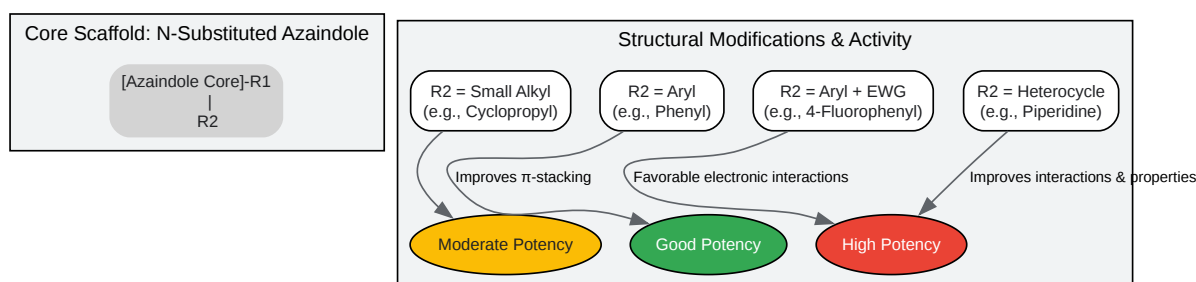 Core Scaffold: N-Substituted Azaindole
[Azaindole Core]-R1
|
R2
Structural Modifications & Activity
R2 = Small Alkyl
(e.g., Cyclopropyl)
R2 = Aryl
(e.g., Phenyl)
R2 = Aryl + EWG
(e.g., 4-Fluorophenyl)
R2 = Heterocycle
(e.g., Piperidine)
Improves π-stacking
Favorable electronic interactions
Improves interactions & properties
Moderate Potency
Good Potency
High Potency